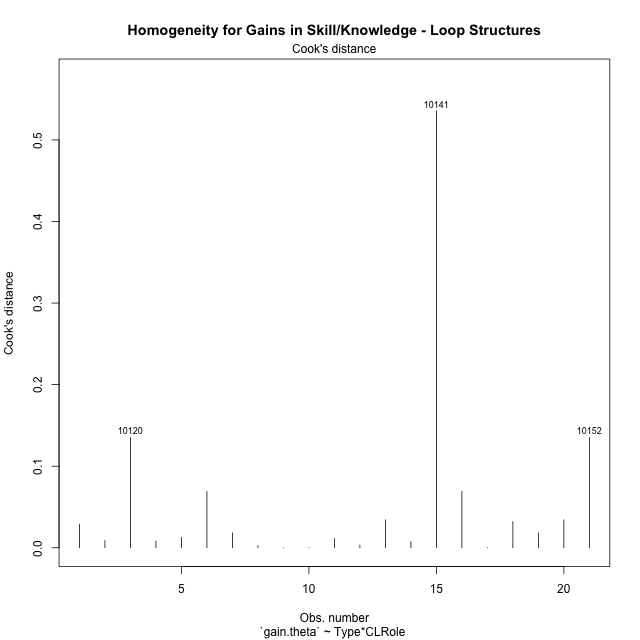 Homogeneity for Gains in Skill/Knowledge - Loop Structures
Cook's distance
10141
10120
10152
Cook's distance
0.5
0.4
0.3
0.2
0.1
0.0
5 10 15 20
Obs. number
`gain.theta` ~ Type*CLRole